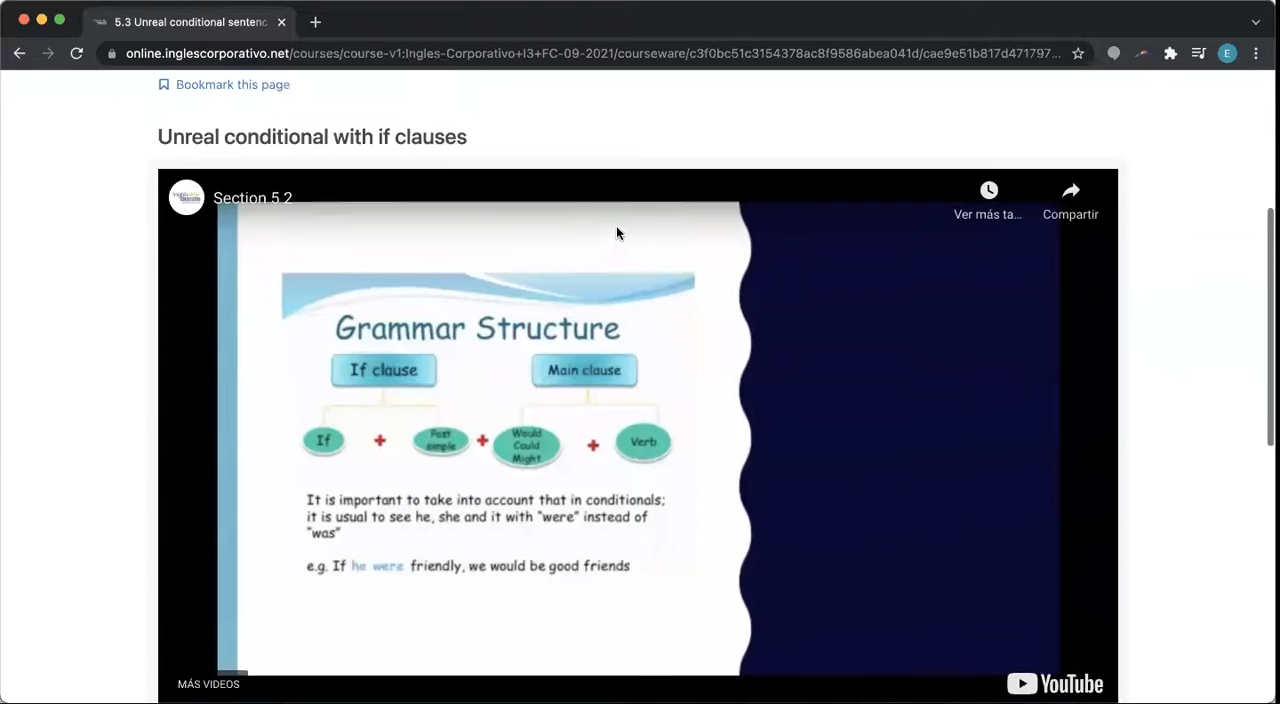 5.3 Unreal conditional sentenc
online.inglescorporativo.net/courses/course-v1:Ingles-Corporativo+I3+FC-09-2021/courseware/c3f0bc51c3154378ac8f9586abea041d/cae9e51b817d471797...
E
Bookmark this page
Unreal conditional with if clauses
Section 5 2
Ver más ta...
Compartir
Grammar Structure
If clause
Main clause
If
+
Past
simple
+
Would
Could
Might
+
Verb
It is important to take into account that in conditionals;
it is usual to see he, she and it with "were" instead of
"was"
e.g. If he were friendly, we would be good friends
MÁS VIDEOS
YouTube